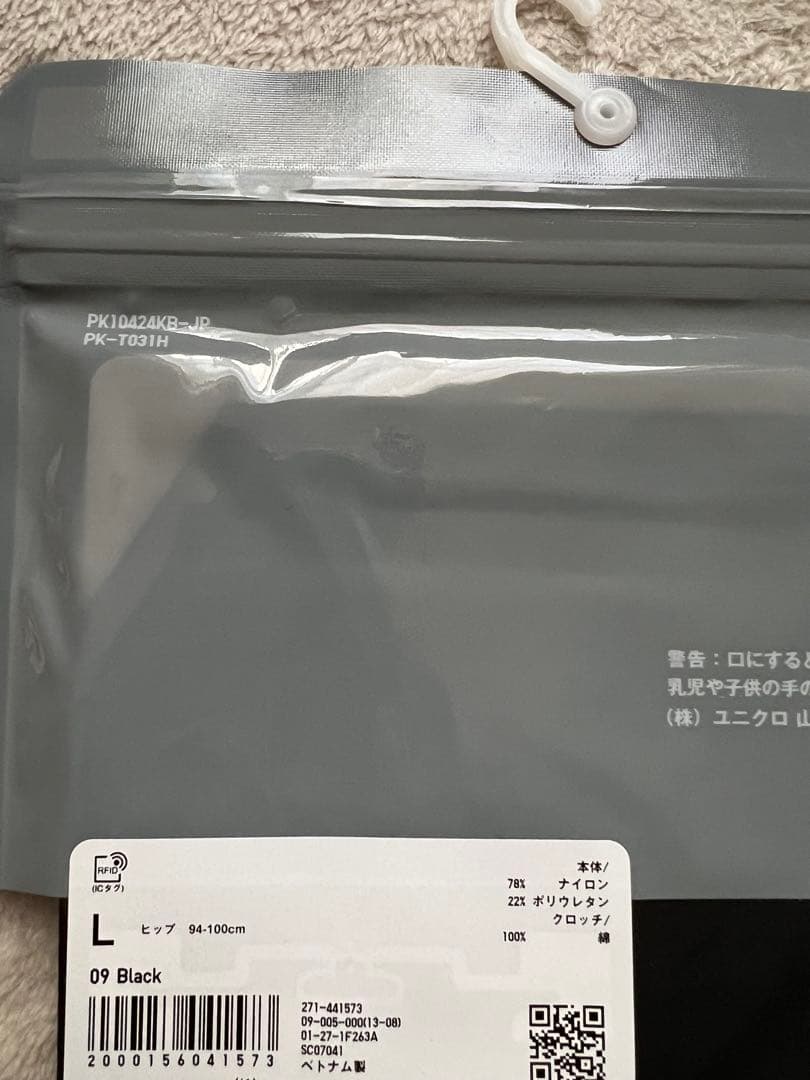 PK10424KB-JP
PK-T031H
警告：口にすると
乳児や子供の手の
(株) ユニクロ 山
RFID
(ICタグ)
L ヒップ 94-100cm
本体/
78% ナイロン
22% ポリウレタン
クロッチ/
100% 綿
09 Black
2000156041573
271-441573
09-005-000(13-08)
01-27-1F263A
SC07041
ベトナム製